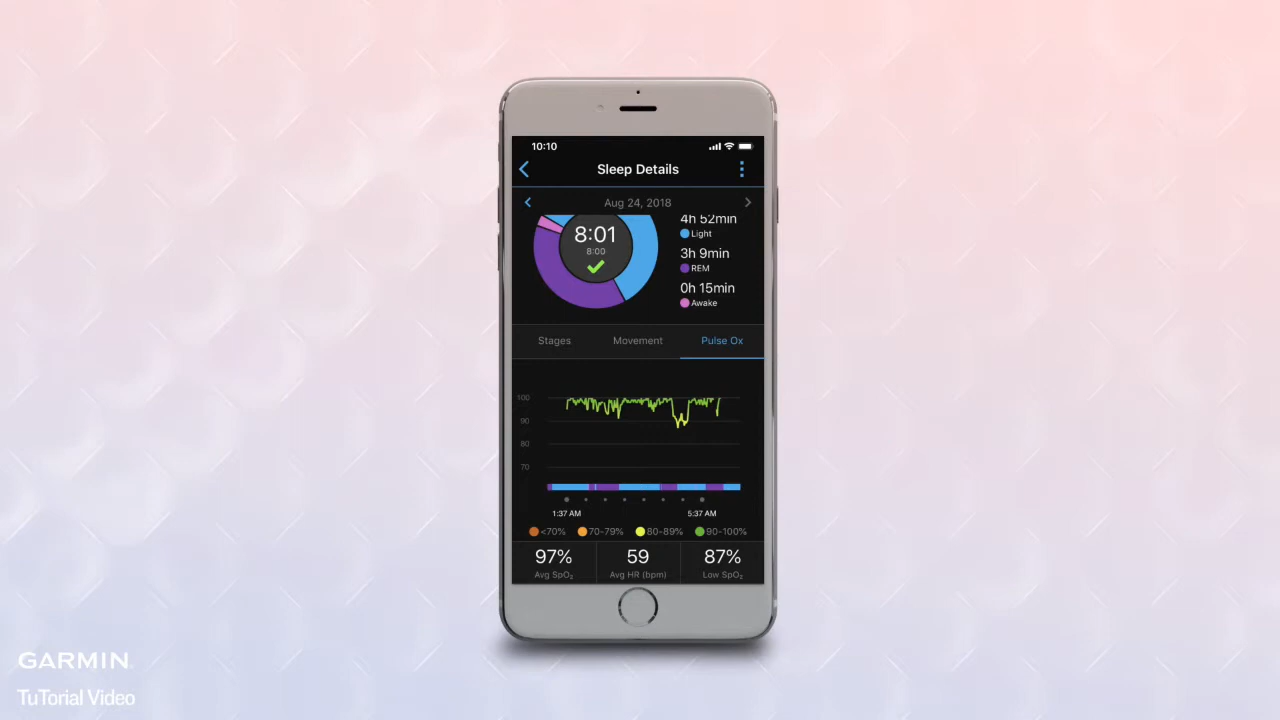 10:10
Sleep Details
Aug 24, 2018
8:01
8:00
4h 52min
Light
3h 9min
REM
0h 15min
Awake
Stages Movement Pulse Ox
100
90
80
70
1:37 AM 5:37 AM
<70% 70-79% 80-89% 90-100%
97% 59 87%
Avg SpO₂ Avg HR (bpm) Low SpO₂
GARMIN
TuTorial Video